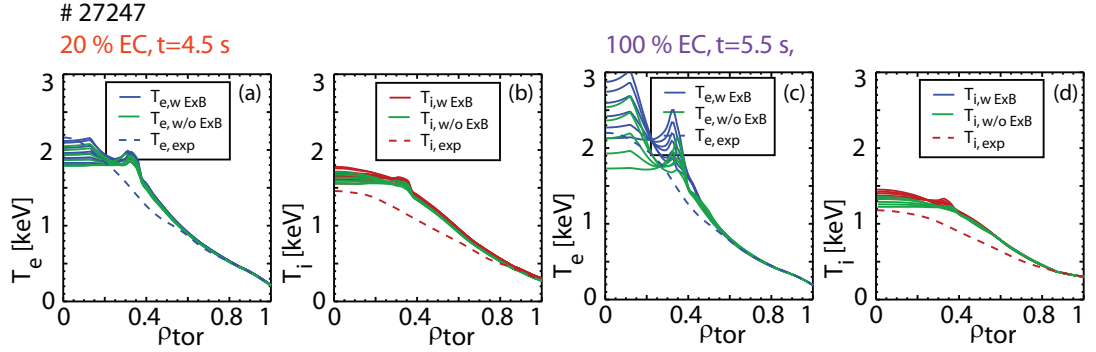 # 27247
20 % EC, t=4.5 s
100 % EC, t=5.5 s,
3
2
1
0
T_e [keV]
0
0.4
0.8
1
ρ_tor
T_e,w ExB
T_e,w/o ExB
T_e,exp
(a)
3
2
1
0
T_i [keV]
0
0.4
0.8
1
ρ_tor
T_i,w ExB
T_i,w/o ExB
T_i,exp
(b)
3
2
1
0
T_e [keV]
0
0.4
0.8
1
ρ_tor
T_e,w ExB
T_e,w/o ExB
T_e,exp
(c)
3
2
1
0
T_i [keV]
0
0.4
0.8
1
ρ_tor
T_i,w ExB
T_i,w/o ExB
T_i,exp
(d)